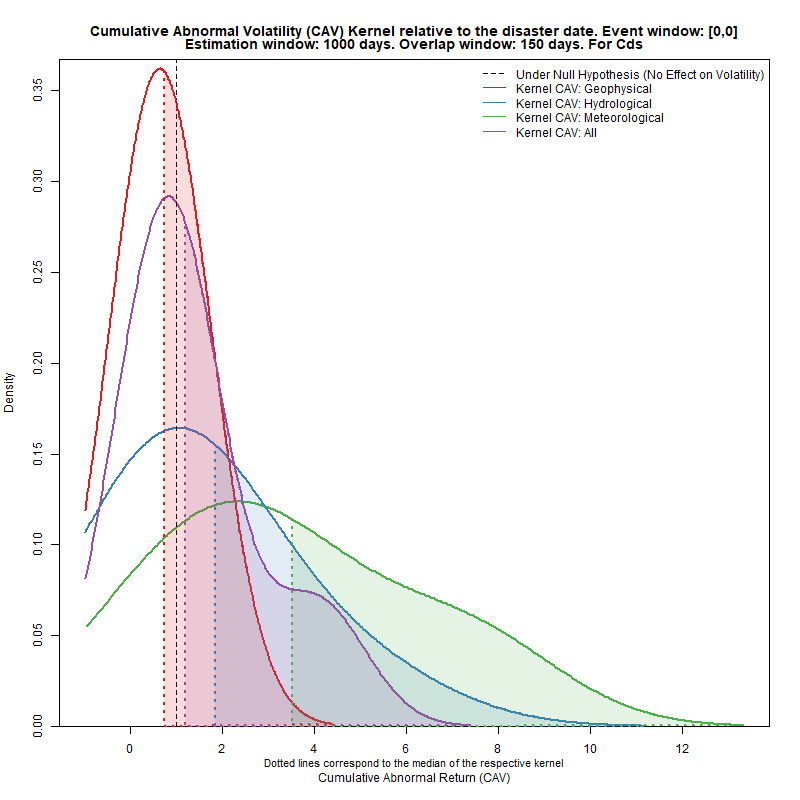 Cumulative Abnormal Volatility (CAV) Kernel relative to the disaster date. Event window: [0,0]
Estimation window: 1000 days. Overlap window: 150 days. For Cds
Under Null Hypothesis (No Effect on Volatility)
Kernel CAV: Geophysical
Kernel CAV: Hydrological
Kernel CAV: Meteorological
Kernel CAV: All
Density
0.35
0.30
0.25
0.20
0.15
0.10
0.05
0.00
0 2 4 6 8 10 12
Dotted lines correspond to the median of the respective kernel
Cumulative Abnormal Return (CAV)